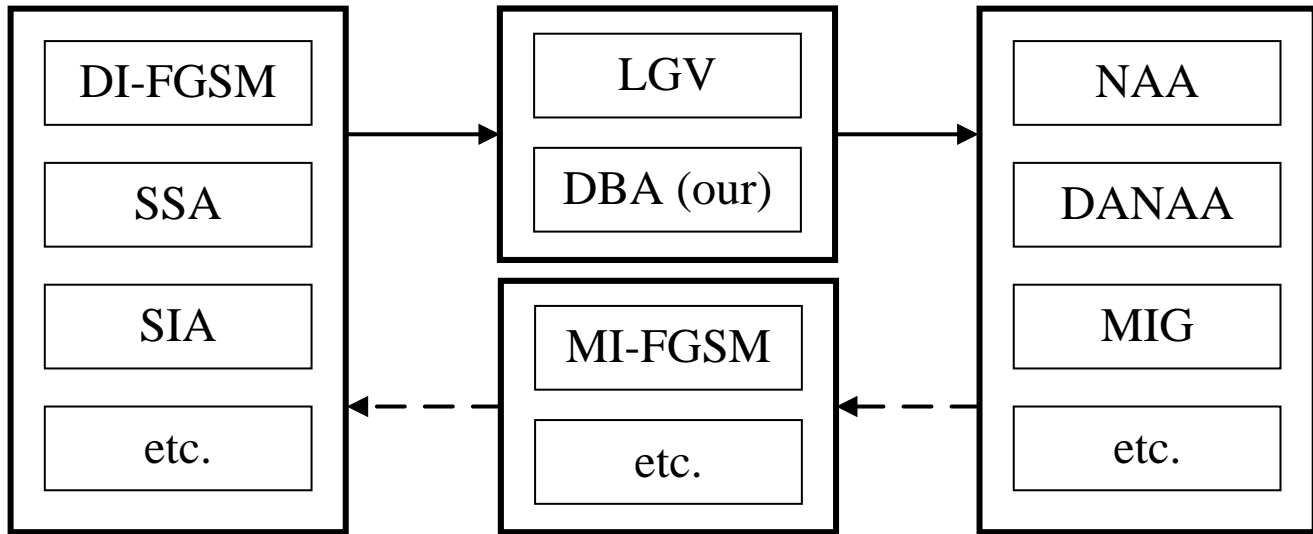 DI-FGSM
SSA
SIA
etc.
LGV
DBA (our)
MI-FGSM
etc.
NAA
DANAA
MIG
etc.